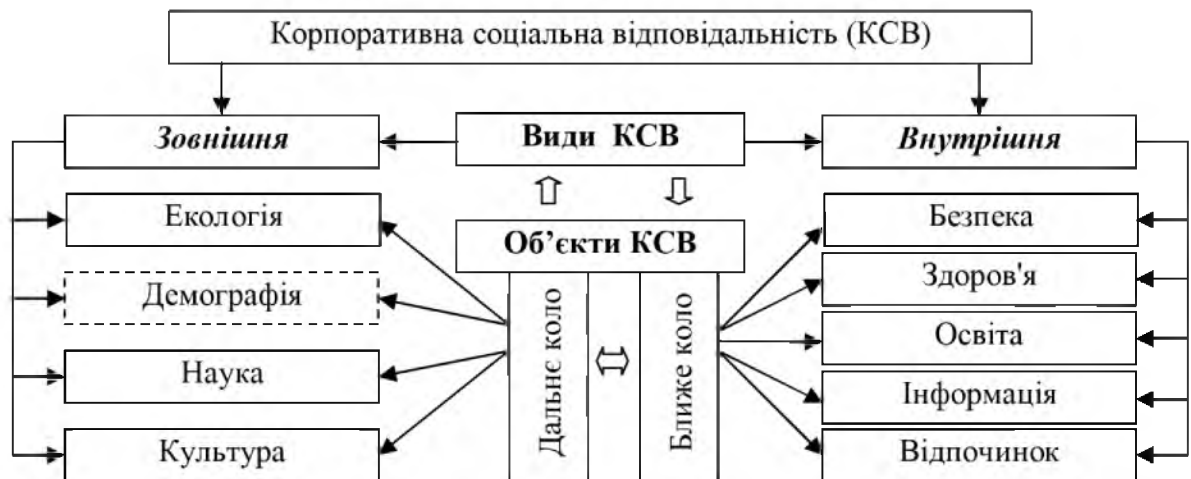 Корпоративна соціальна відповідальність (КСВ)
Зовнішня
Види КСВ
Внутрішня
Екологія
Об’єкти КСВ
Безпека
Демографія
Здоров'я
Наука
Дальнє коло
Ближе коло
Освіта
Інформація
Культура
Відпочинок